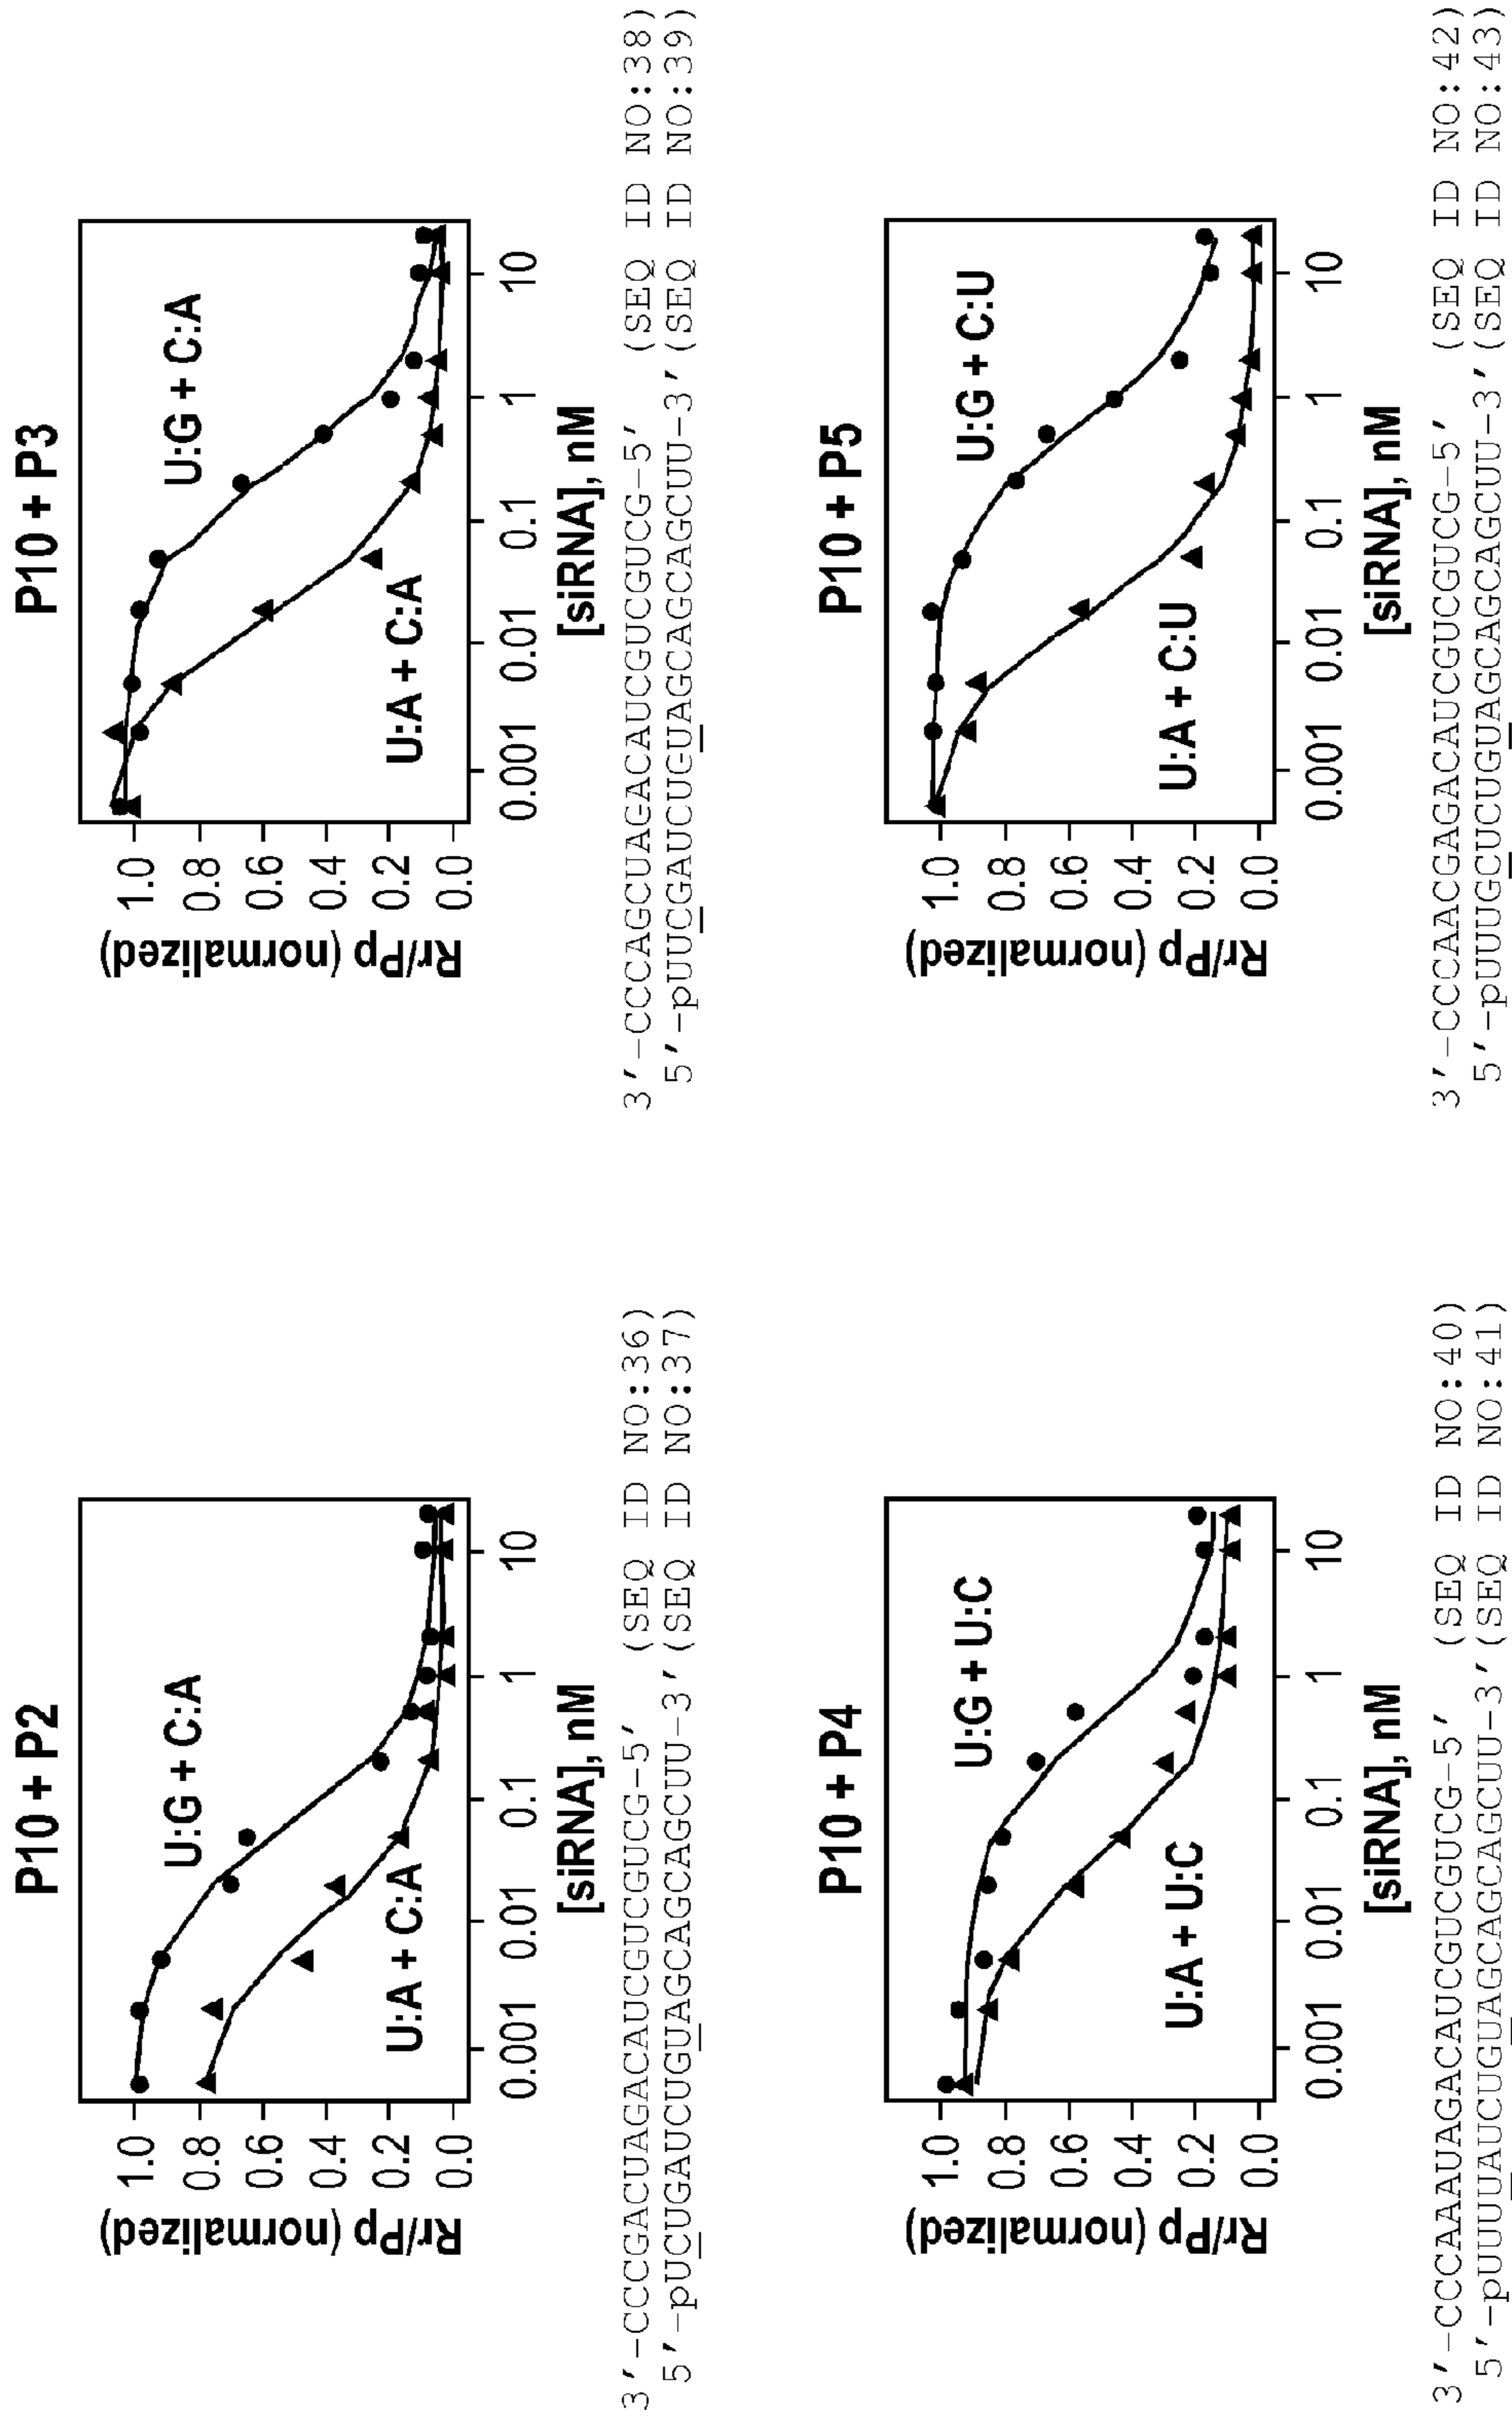 P10 + P2
Rr/Pp (normalized)
1.0
0.8
0.6
0.4
0.2
0.0
U:G + C:A
U:A + C:A
0.001 0.01 0.1 1 10
[siRNA], nM
3'-CCCGACUAGACAUCGUCGUCG-5' (SEQ ID NO:36)
5'-pUCUGAUCUGUAGCAGCAGCUU-3'(SEQ ID NO:37)
P10 + P3
Rr/Pp (normalized)
1.0
0.8
0.6
0.4
0.2
0.0
U:G + C:A
U:A + C:A
0.001 0.01 0.1 1 10
[siRNA], nM
3'-CCCAGCUAGACAUCGUCGUCG-5' (SEQ ID NO:38)
5'-pUUCGAUCUGUAGCAGCAGCUU-3'(SEQ ID NO:39)
P10 + P4
Rr/Pp (normalized)
1.0
0.8
0.6
0.4
0.2
0.0
U:G + U:C
U:A + U:C
0.001 0.01 0.1 1 10
[siRNA], nM
3'-CCCAAAUAGACAUCGUCGUCG-5' (SEQ ID NO:40)
5'-pUUUUAUCUGUAGCAGCAGCUU-3'(SEQ ID NO:41)
P10 + P5
Rr/Pp (normalized)
1.0
0.8
0.6
0.4
0.2
0.0
U:G + C:U
U:A + C:U
0.001 0.01 0.1 1 10
[siRNA], nM
3'-CCCAACGAGACAUCGUCGUCG-5' (SEQ ID NO:42)
5'-pUUUGCUCUGUAGCAGCAGCUU-3'(SEQ ID NO:43)